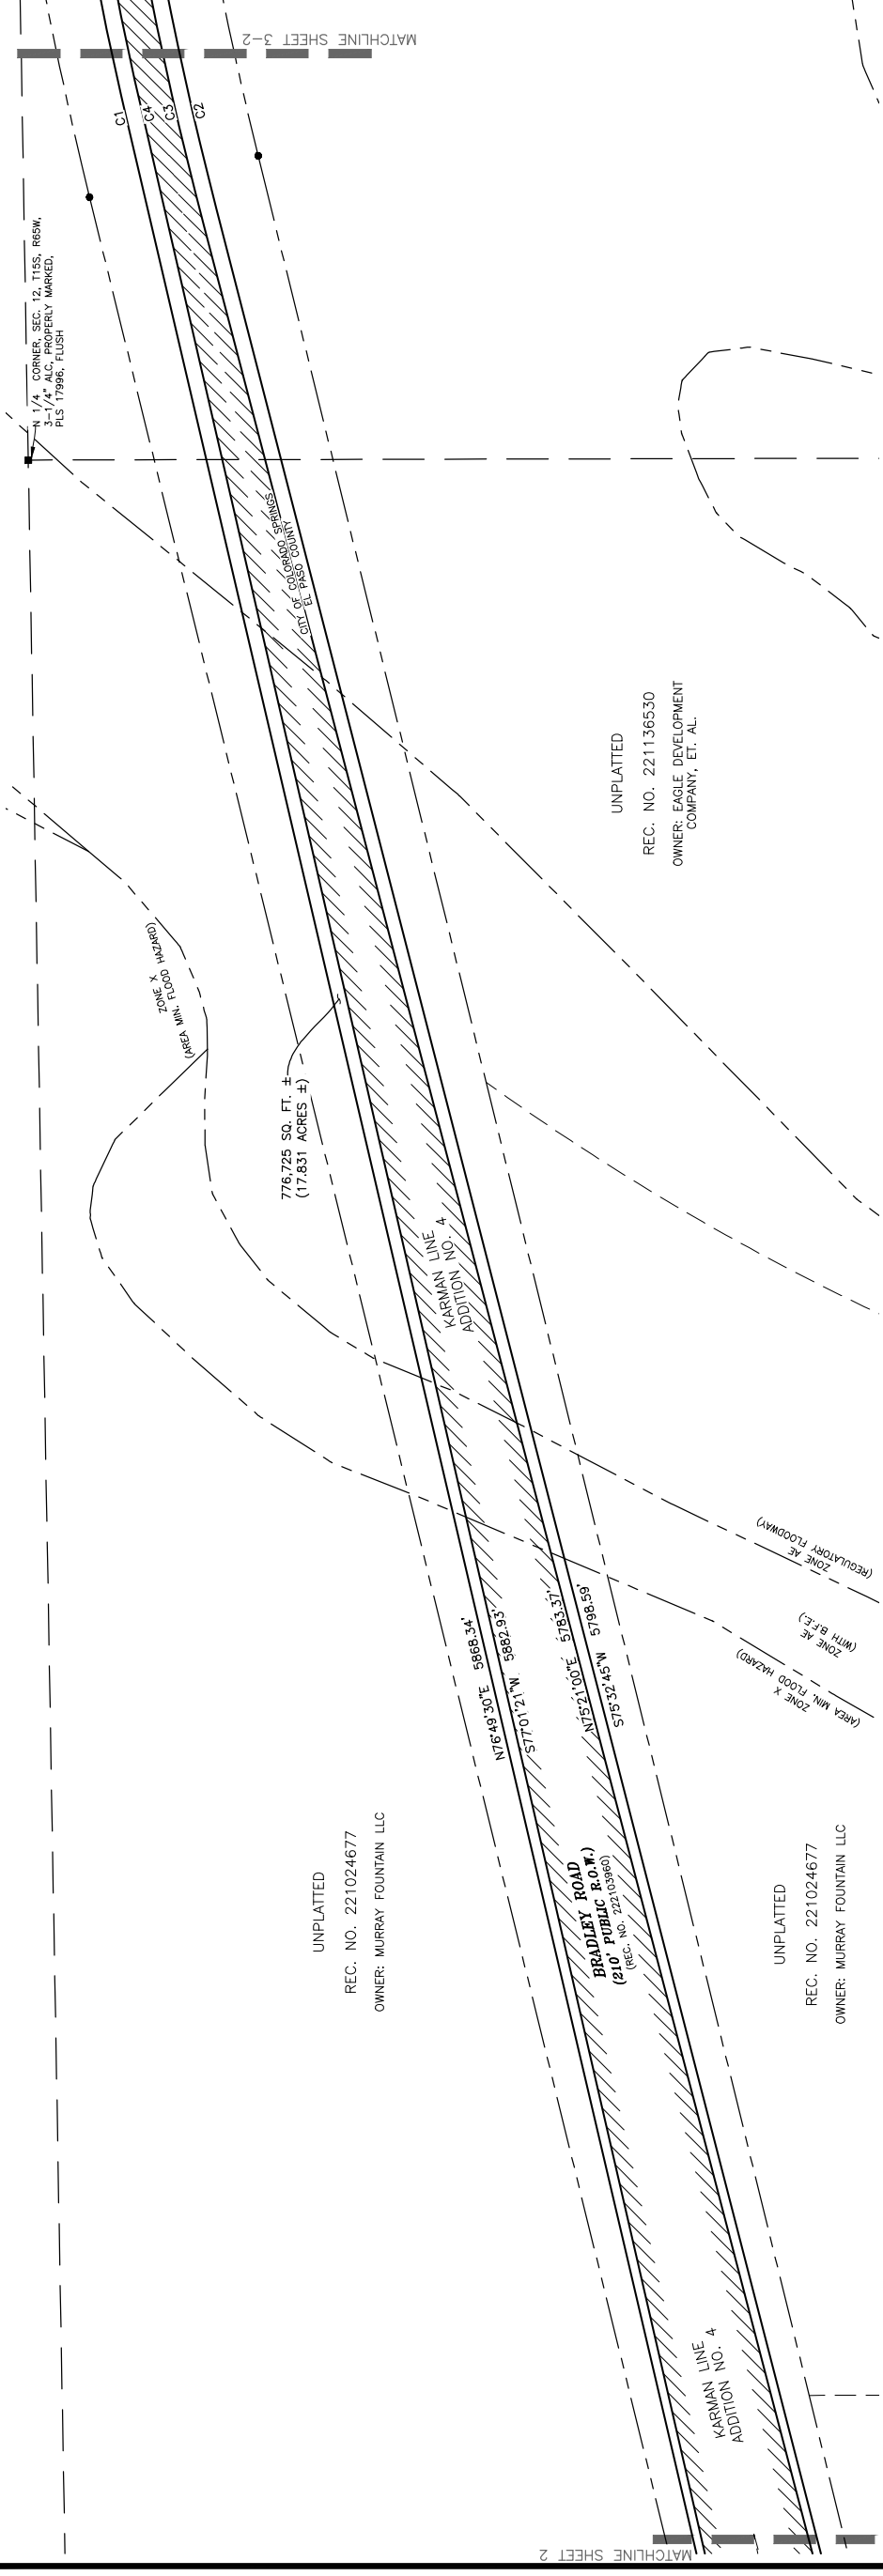 MATCHLINE SHEET 3-2
C1
C4
C3
C2
N 1/4 CORNER, SEC. 12, T15S, R65W,
3-1/4" ALC, PROPERLY MARKED,
PLS 17996, FLUSH
CITY OF COLORADO SPRINGS
EL PASO COUNTY
UNPLATTED
REC. NO. 221136530
OWNER: EAGLE DEVELOPMENT
COMPANY, ET. AL.
ZONE X
(AREA MIN. FLOOD HAZARD)
776,725 SQ. FT. ±
(17.831 ACRES ±)
KARMAN LINE
ADDITION NO. 4
ZONE AE
(REGULATORY FLOODWAY)
ZONE AE
(WITH B.F.E.)
ZONE X
(AREA MIN. FLOOD HAZARD)
N76°49'30"E 5868.34'
S77°01'21"W 5882.93'
N75°21'00"E 5783.37'
S75°32'45"W 5798.59'
UNPLATTED
REC. NO. 221024677
OWNER: MURRAY FOUNTAIN LLC
BRADLEY ROAD
(210' PUBLIC R.O.W.)
(REC. NO. 222103960)
UNPLATTED
REC. NO. 221024677
OWNER: MURRAY FOUNTAIN LLC
KARMAN LINE
ADDITION NO. 4
MATCHLINE SHEET 2